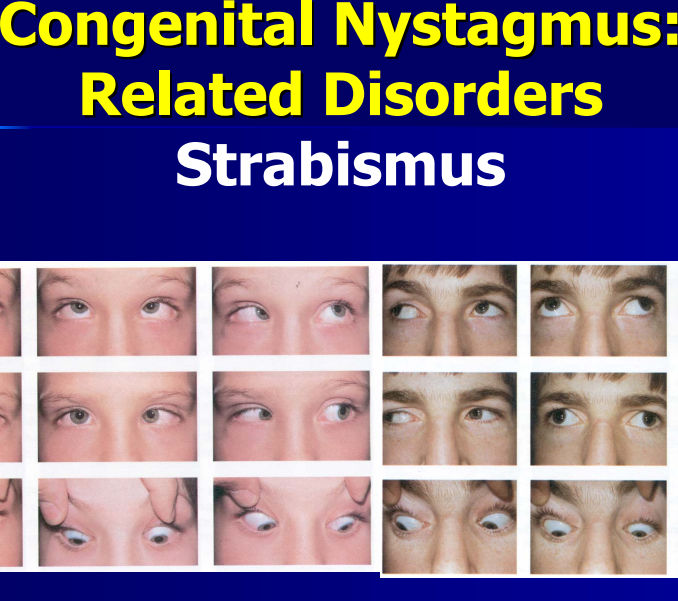 Congenital Nystagmus:
Related Disorders
Strabismus